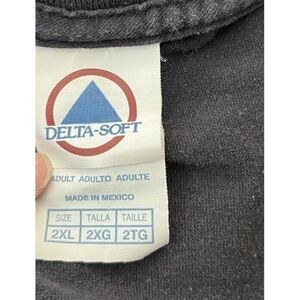 DELTA-SOFT
ADULT ADULTO ADULTE
MADE IN MEXICO
SIZE TALLA TAILLE
2XL 2XG 2TG